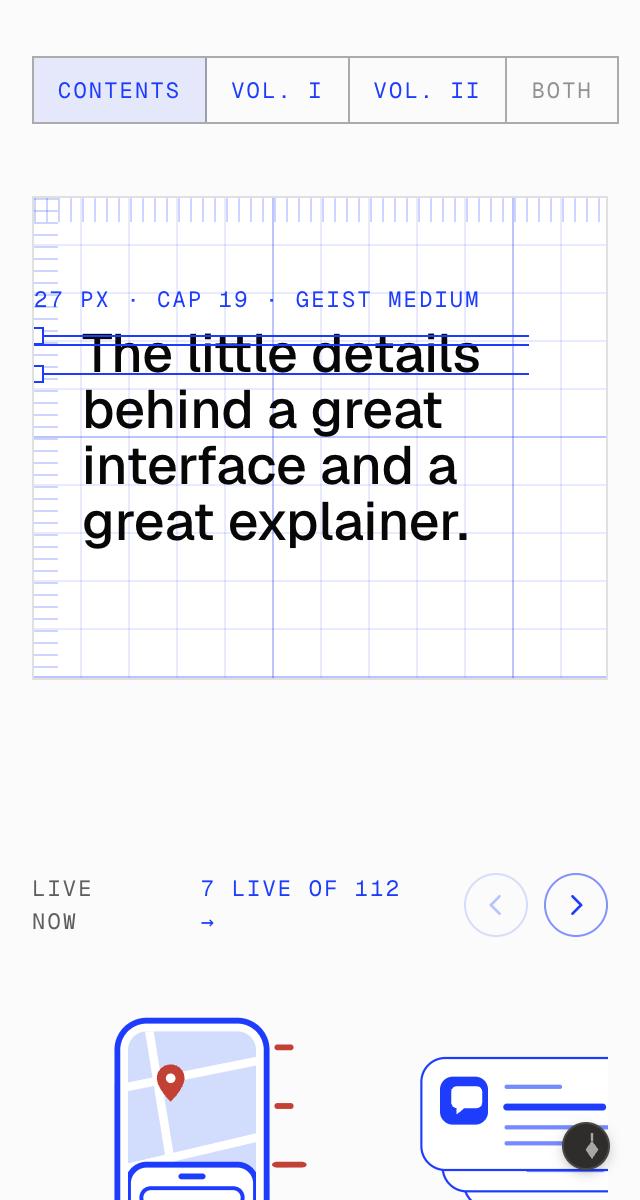 CONTENTS VOL. I VOL. II BOTH
27 PX · CAP 19 · GEIST MEDIUM
The little details
behind a great
interface and a
great explainer.
LIVE NOW
7 LIVE OF 112 →